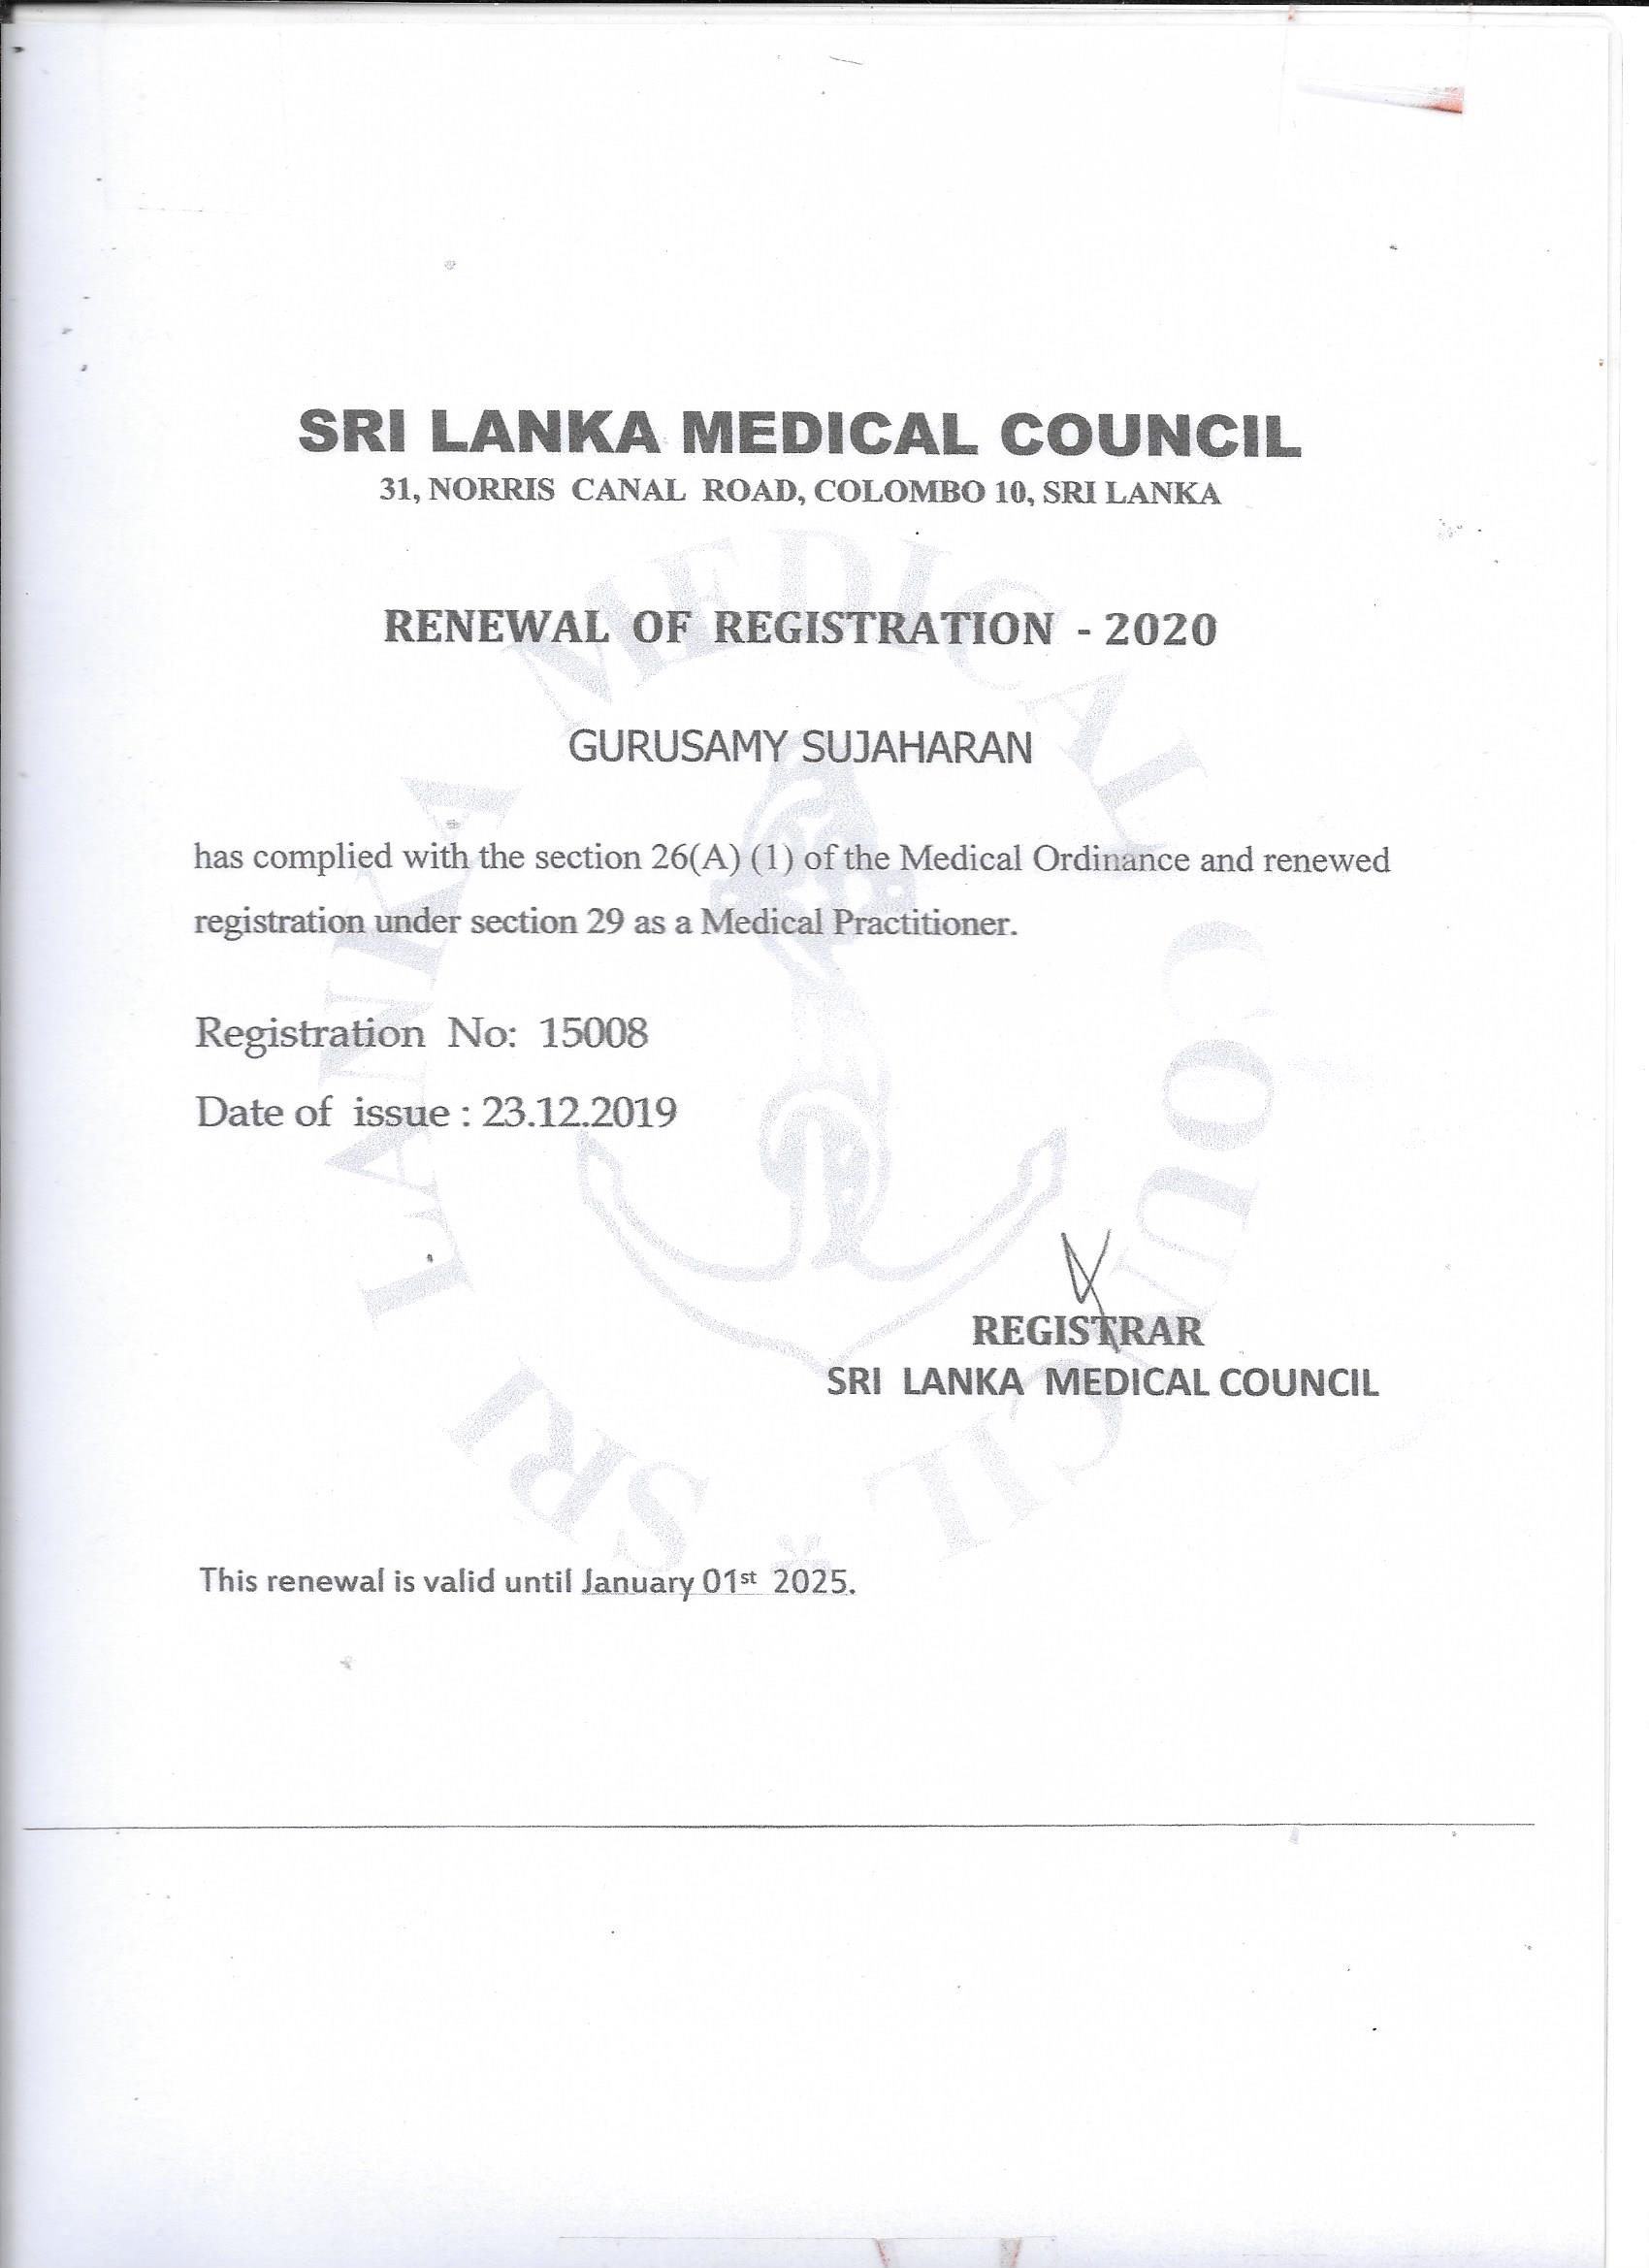 SRI LANKA MEDICAL COUNCIL
31, NORRIS CANAL ROAD, COLOMBO 10, SRI LANKA
RENEWAL OF REGISTRATION - 2020
GURUSAMY SUJAHARAN
has complied with the section 26(A) (1) of the Medical Ordinance and renewed
registration under section 29 as a Medical Practitioner.
Registration No: 15008
Date of issue : 23.12.2019
REGISTRAR
SRI LANKA MEDICAL COUNCIL
This renewal is valid until January 01st 2025.
SRI LANKA MEDICAL COUNCIL *